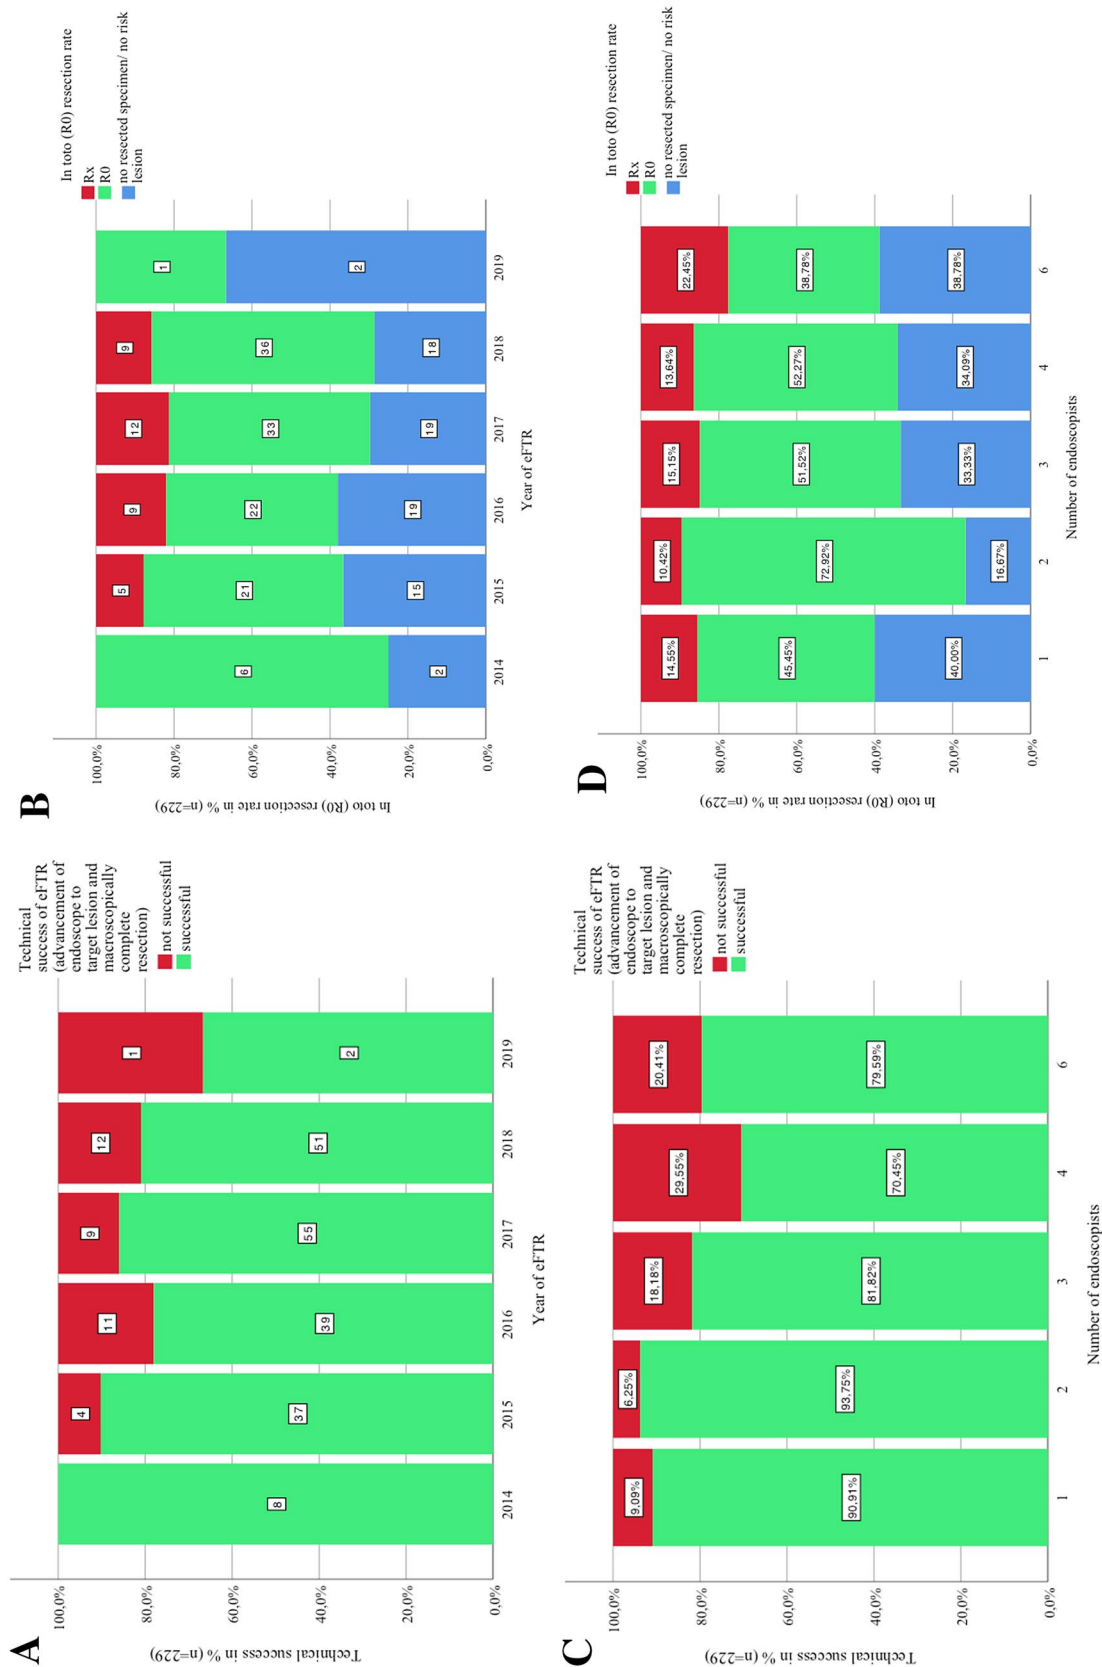 A
Technical success in % (n=229)
100,0%
80,0%
60,0%
40,0%
20,0%
0,0%
8
4
37
11
39
9
55
12
51
1
2
2014
2015
2016
2017
2018
2019
Year of eFTR
Technical
success of eFTR
(advancement of
endoscope to
target lesion and
macroscopically
complete
resection)
not successful
successful
B
In toto (R0) resection rate in % (n=229)
100,0%
80,0%
60,0%
40,0%
20,0%
0,0%
6
2
5
21
15
9
22
19
12
33
19
9
36
18
1
2
2014
2015
2016
2017
2018
2019
Year of eFTR
In toto (R0) resection rate
Rx
R0
no resected specimen/ no risk
lesion
C
Technical success in % (n=229)
100,0%
80,0%
60,0%
40,0%
20,0%
0,0%
9,09%
90,91%
6,25%
93,75%
18,18%
81,82%
29,55%
70,45%
20,41%
79,59%
1
2
3
4
6
Number of endoscopists
Technical
success of eFTR
(advancement of
endoscope to
target lesion and
macroscopically
complete
resection)
not successful
successful
D
In toto (R0) resection rate in % (n=229)
100,0%
80,0%
60,0%
40,0%
20,0%
0,0%
14,55%
45,45%
40,00%
10,42%
72,92%
16,67%
15,15%
51,52%
33,33%
13,64%
52,27%
34,09%
22,45%
38,78%
38,78%
1
2
3
4
6
Number of endoscopists
In toto (R0) resection rate
Rx
R0
no resected specimen/ no risk
lesion